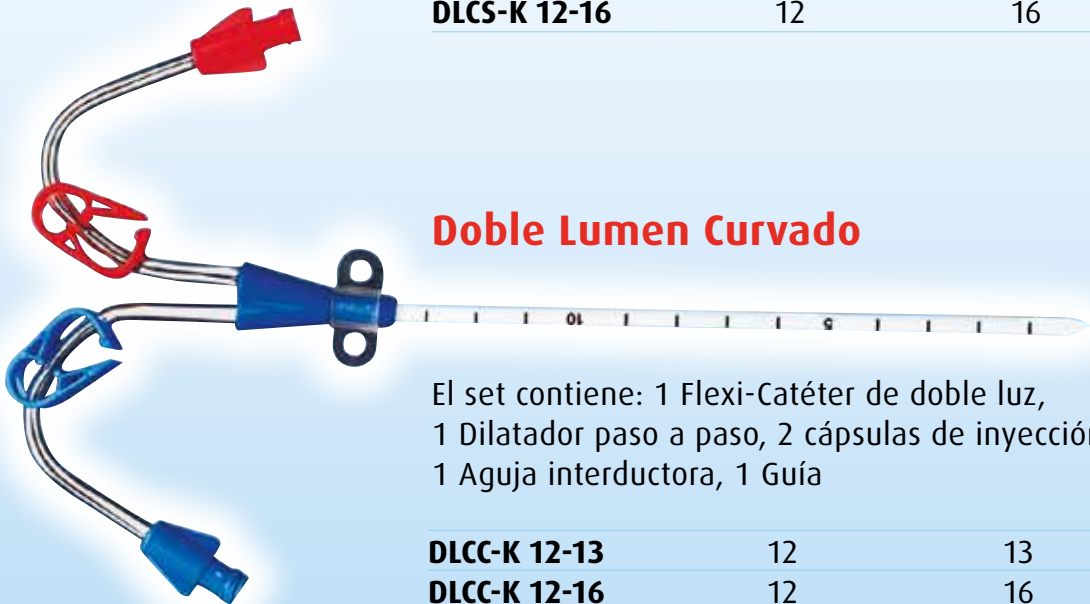 DLCS-K 12-16 12 16
Doble Lumen Curvado
10 5
El set contiene: 1 Flexi-Catéter de doble luz,
1 Dilatador paso a paso, 2 cápsulas de inyección
1 Aguja interductora, 1 Guía
DLCC-K 12-13 12 13
DLCC-K 12-16 12 16